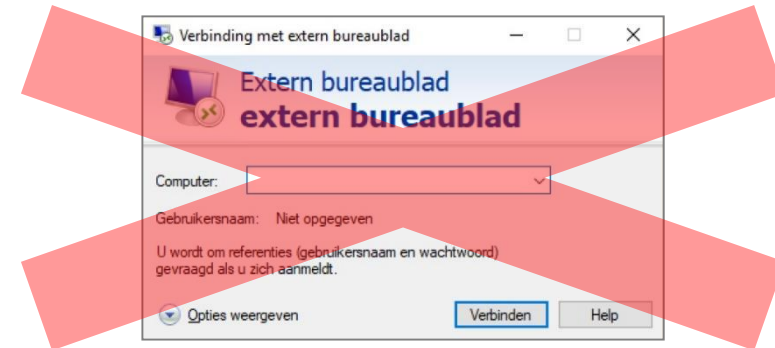 Verbinding met extern bureaublad
Extern bureaublad
extern bureaublad
Computer:
Gebruikersnaam: Niet opgegeven
U wordt om referenties (gebruikersnaam en wachtwoord)
gevraagd als u zich aanmeldt.
Opties weergeven Verbinden Help